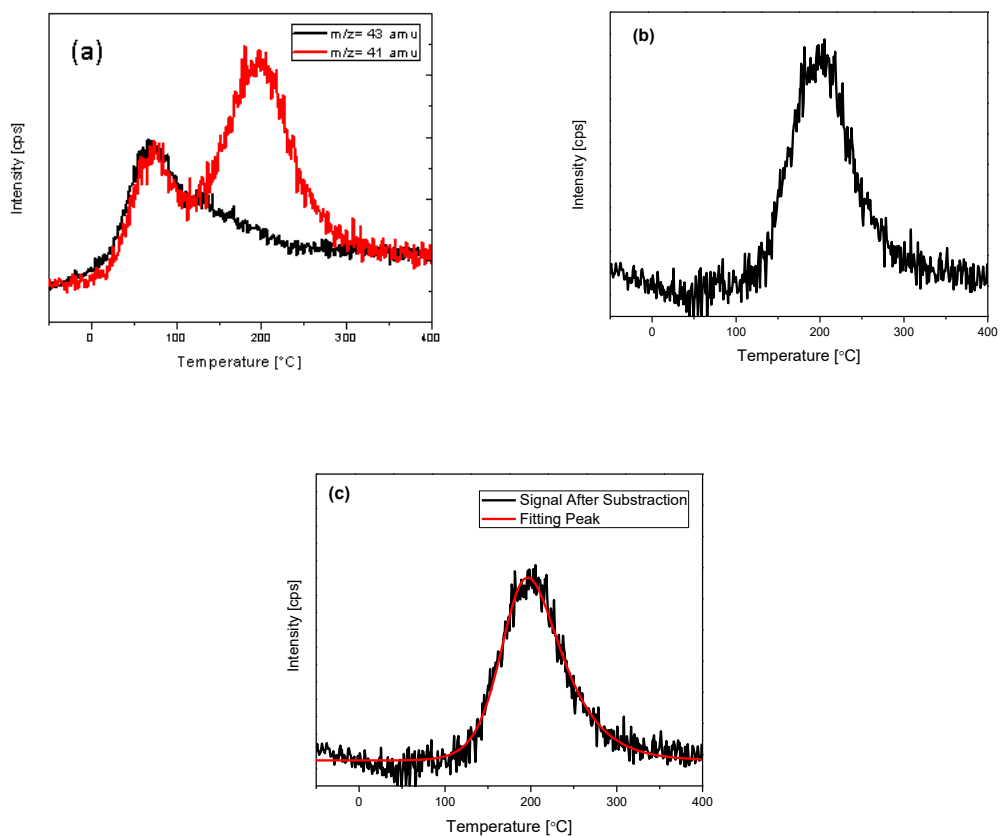 (a)
m/z= 43 amu
m/z= 41 amu
Intensity [cps]
0
100
200
300
400
Temperature [°C]
(b)
Intensity [cps]
0
100
200
300
400
Temperature [°C]
(c)
Signal After Substraction
Fitting Peak
Intensity [cps]
0
100
200
300
400
Temperature [°C]